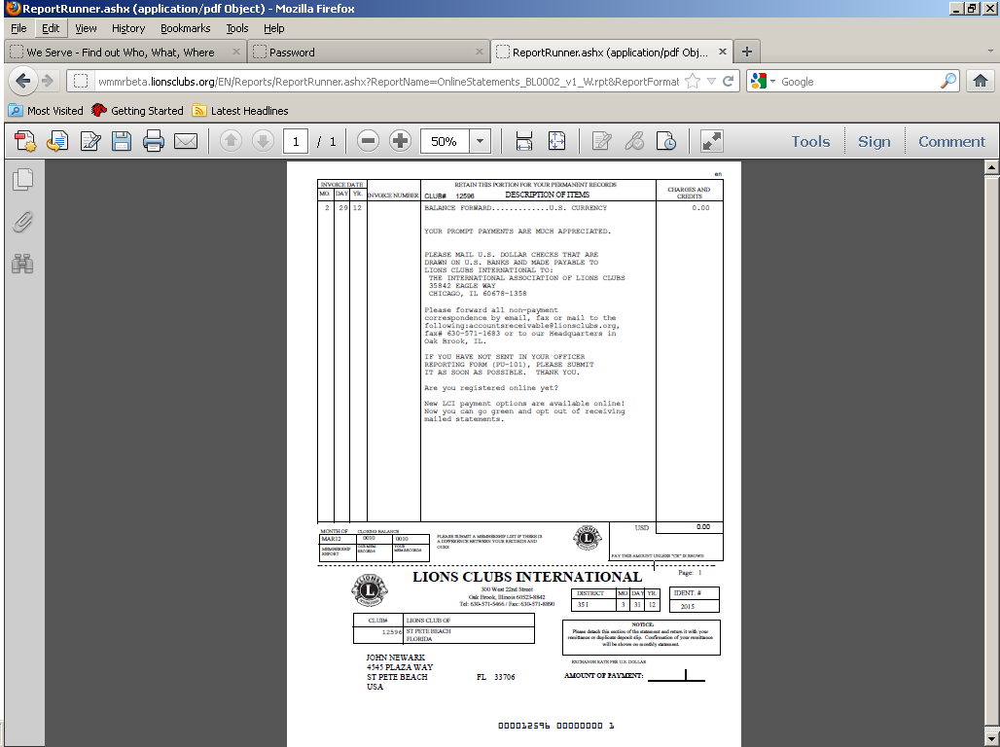 ReportRunner.ashx (application/pdf Object) - Mozilla Firefox
File Edit View History Bookmarks Tools Help
We Serve - Find out Who, What, Where
Password
ReportRunner.ashx (application/pdf Obj...
wmmrbeta.lionsclubs.org/EN/Reports/ReportRunner.ashx?ReportName=OnlineStatements_BL0002_v1_W.rpt&ReportFormat
Google
Most Visited Getting Started Latest Headlines
1 / 1 50% Tools Sign Comment
en
INVOICE DATE RETAIN THIS PORTION FOR YOUR PERMANENT RECORDS CHARGES AND CREDITS
MO. DAY YR. INVOICE NUMBER CLUB# 12596 DESCRIPTION OF ITEMS
2 29 12 BALANCE FORWARD.............U.S. CURRENCY 0.00
YOUR PROMPT PAYMENTS ARE MUCH APPRECIATED.
PLEASE MAIL U.S. DOLLAR CHECKS THAT ARE
DRAWN ON U.S. BANKS AND MADE PAYABLE TO
LIONS CLUBS INTERNATIONAL TO:
THE INTERNATIONAL ASSOCIATION OF LIONS CLUBS
35842 EAGLE WAY
CHICAGO, IL 60678-1358
Please forward all non-payment
correspondence by email, fax or mail to the
following:accountsreceivable@lionsclubs.org,
fax# 630-571-1683 or to our Headquarters in
Oak Brook, IL.
IF YOU HAVE NOT SENT IN YOUR OFFICER
REPORTING FORM (PU-101), PLEASE SUBMIT
IT AS SOON AS POSSIBLE. THANK YOU.
Are you registered online yet?
New LCI payment options are available online!
Now you can go green and opt out of receiving
mailed statements.
MONTH OF CLOSING BALANCE
MAR12 0010 0010
MEMBERSHIP REPORT OUR MEM. RECORDS YOUR MEM RECORDS
PLEASE SUBMIT A MEMBERSHIP LIST IF THERE IS
A DIFFERENCE BETWEEN YOUR RECORDS AND
OURS
USD 0.00
PAY THIS AMOUNT UNLESS "CR" IS SHOWN
Page: 1
LIONS CLUBS INTERNATIONAL
300 West 22nd Street
Oak Brook, Illinois 60523-8842
Tel: 630-571-5466 / Fax: 630-571-8890
DISTRICT MO. DAY YR. IDENT. #
35 I 3 31 12 2015
CLUB# LIONS CLUB OF
12596 ST PETE BEACH
FLORIDA
NOTICE:
Please detach this section of the statement and return it with your
remittance or duplicate deposit slip. Confirmation of your remittance
will be shown on monthly statement.
EXCHANGE RATE PER U.S. DOLLAR
JOHN NEWARK
4545 PLAZA WAY
ST PETE BEACH FL 33706
USA
AMOUNT OF PAYMENT:
000012596 00000000 1